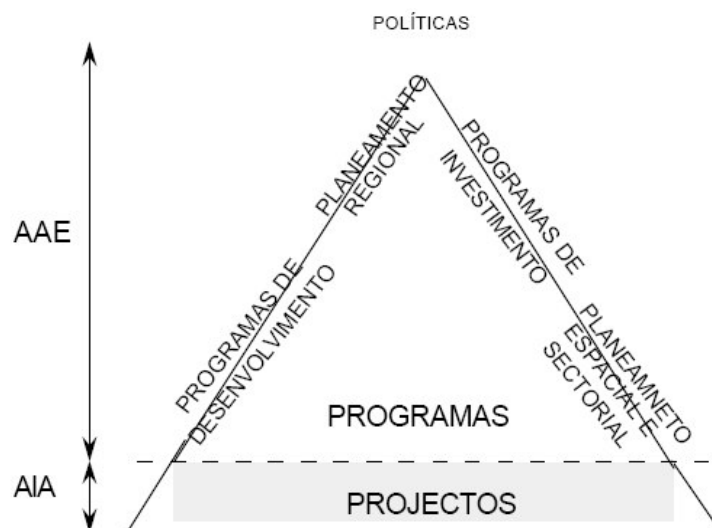 POLÍTICAS
PLANEAMENTO
REGIONAL
PROGRAMAS DE
INVESTIMENTO
AAE
PROGRAMAS DE
DESENVOLVIMENTO
PLANEAMNETO
ESPACIAL E
SECTORIAL
PROGRAMAS
AIA
PROJECTOS